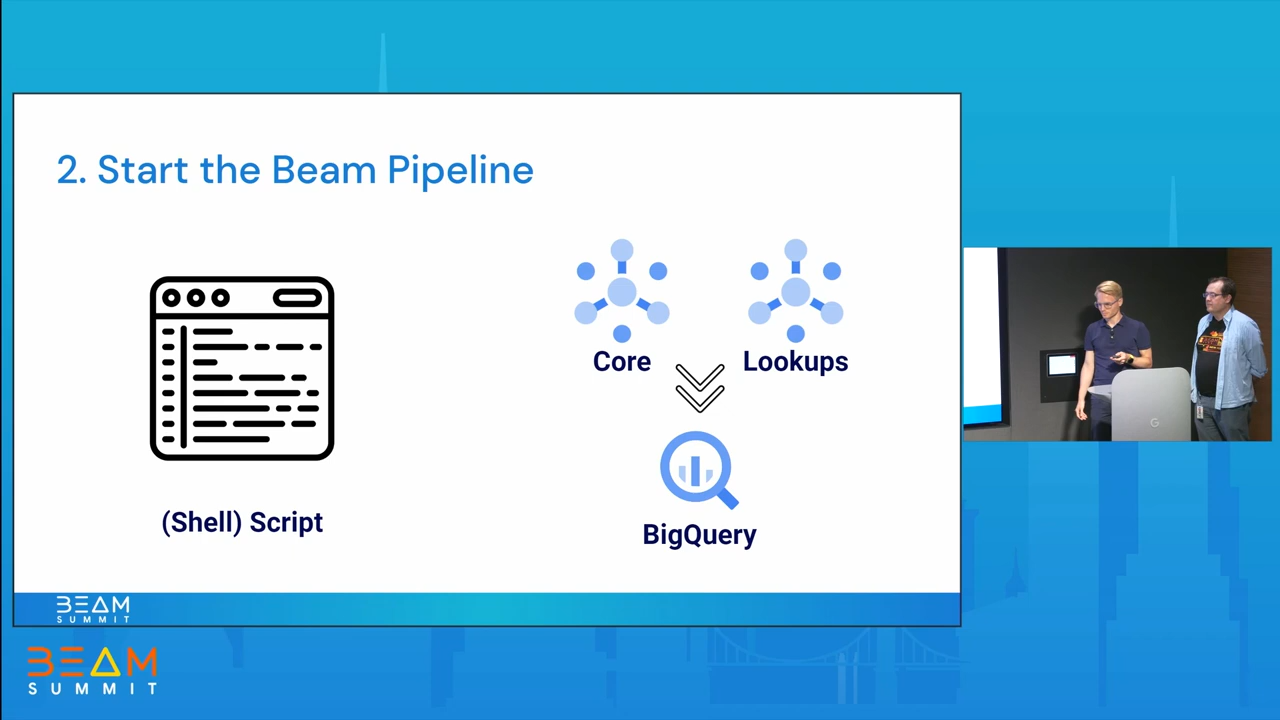 2. Start the Beam Pipeline
(Shell) Script
Core
Lookups
BigQuery
BEAM
SUMMIT
BEAM
SUMMIT
G